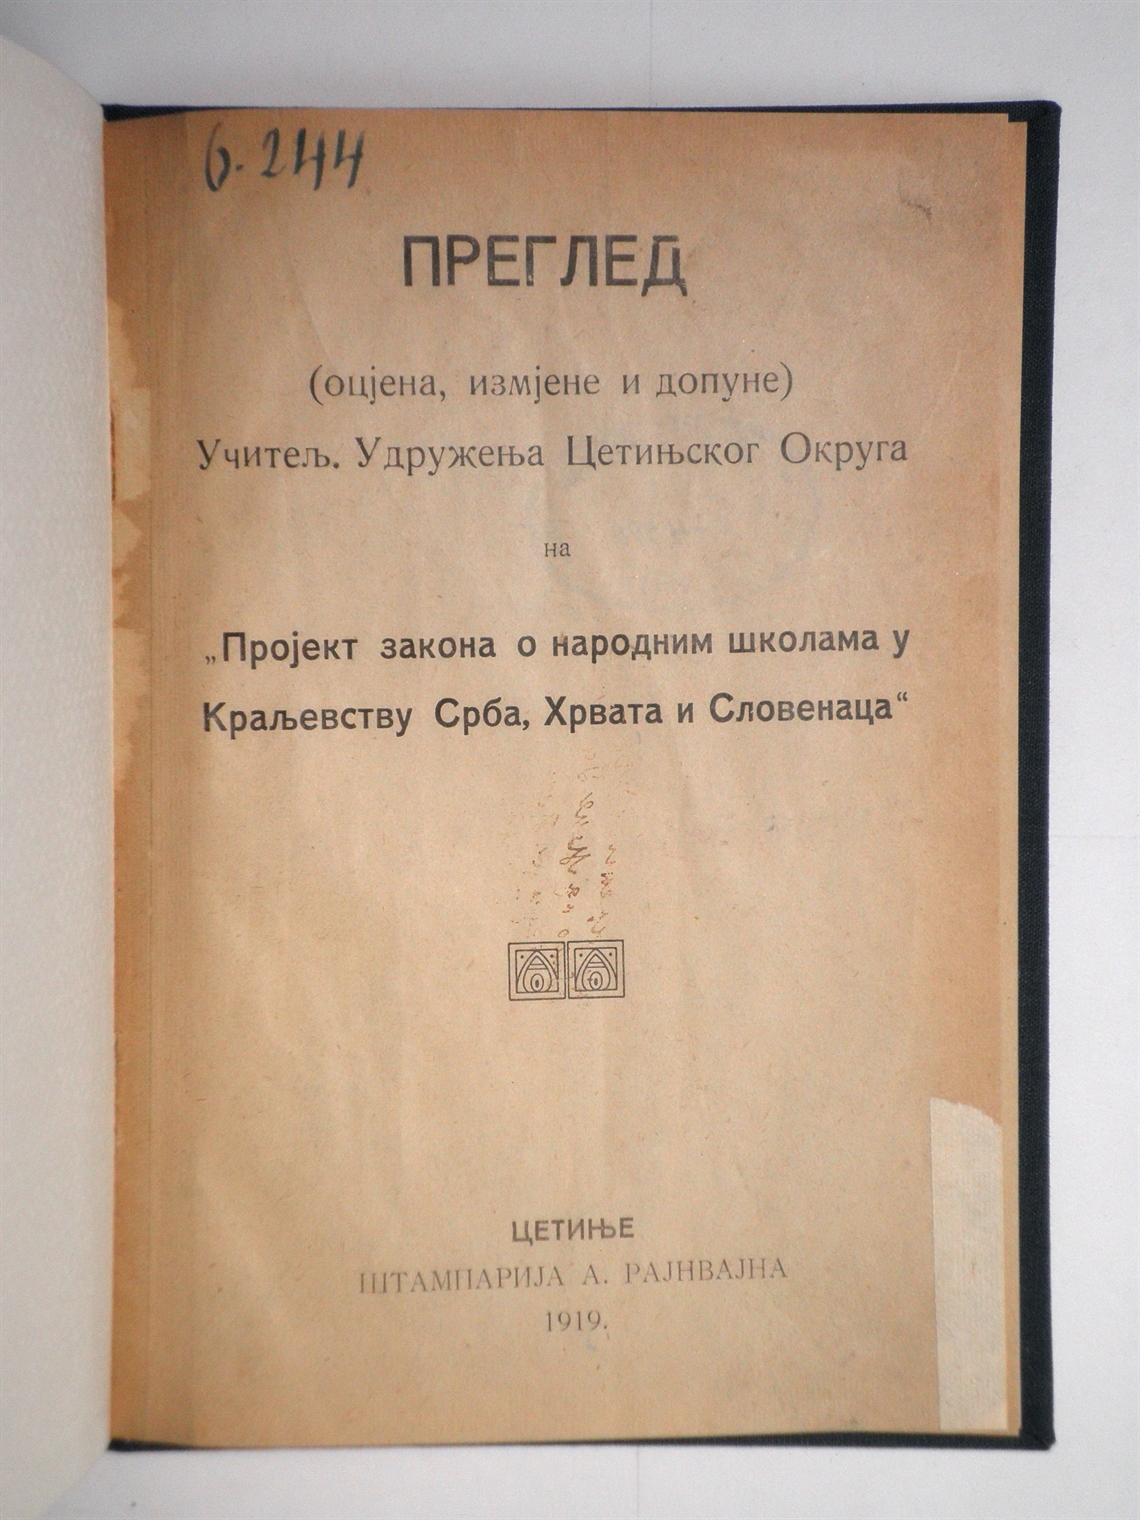 6.244
ПРЕГЛЕД
(оцјена, измјене и допуне)
Учитељ. Удружења Цетињског Округа
на
„Пројект закона о народним школама у
Краљевству Срба, Хрвата и Словенаца“
ЦЕТИЊЕ
ШТАМПАРИЈА А. РАЈНВАЈНА
1919.